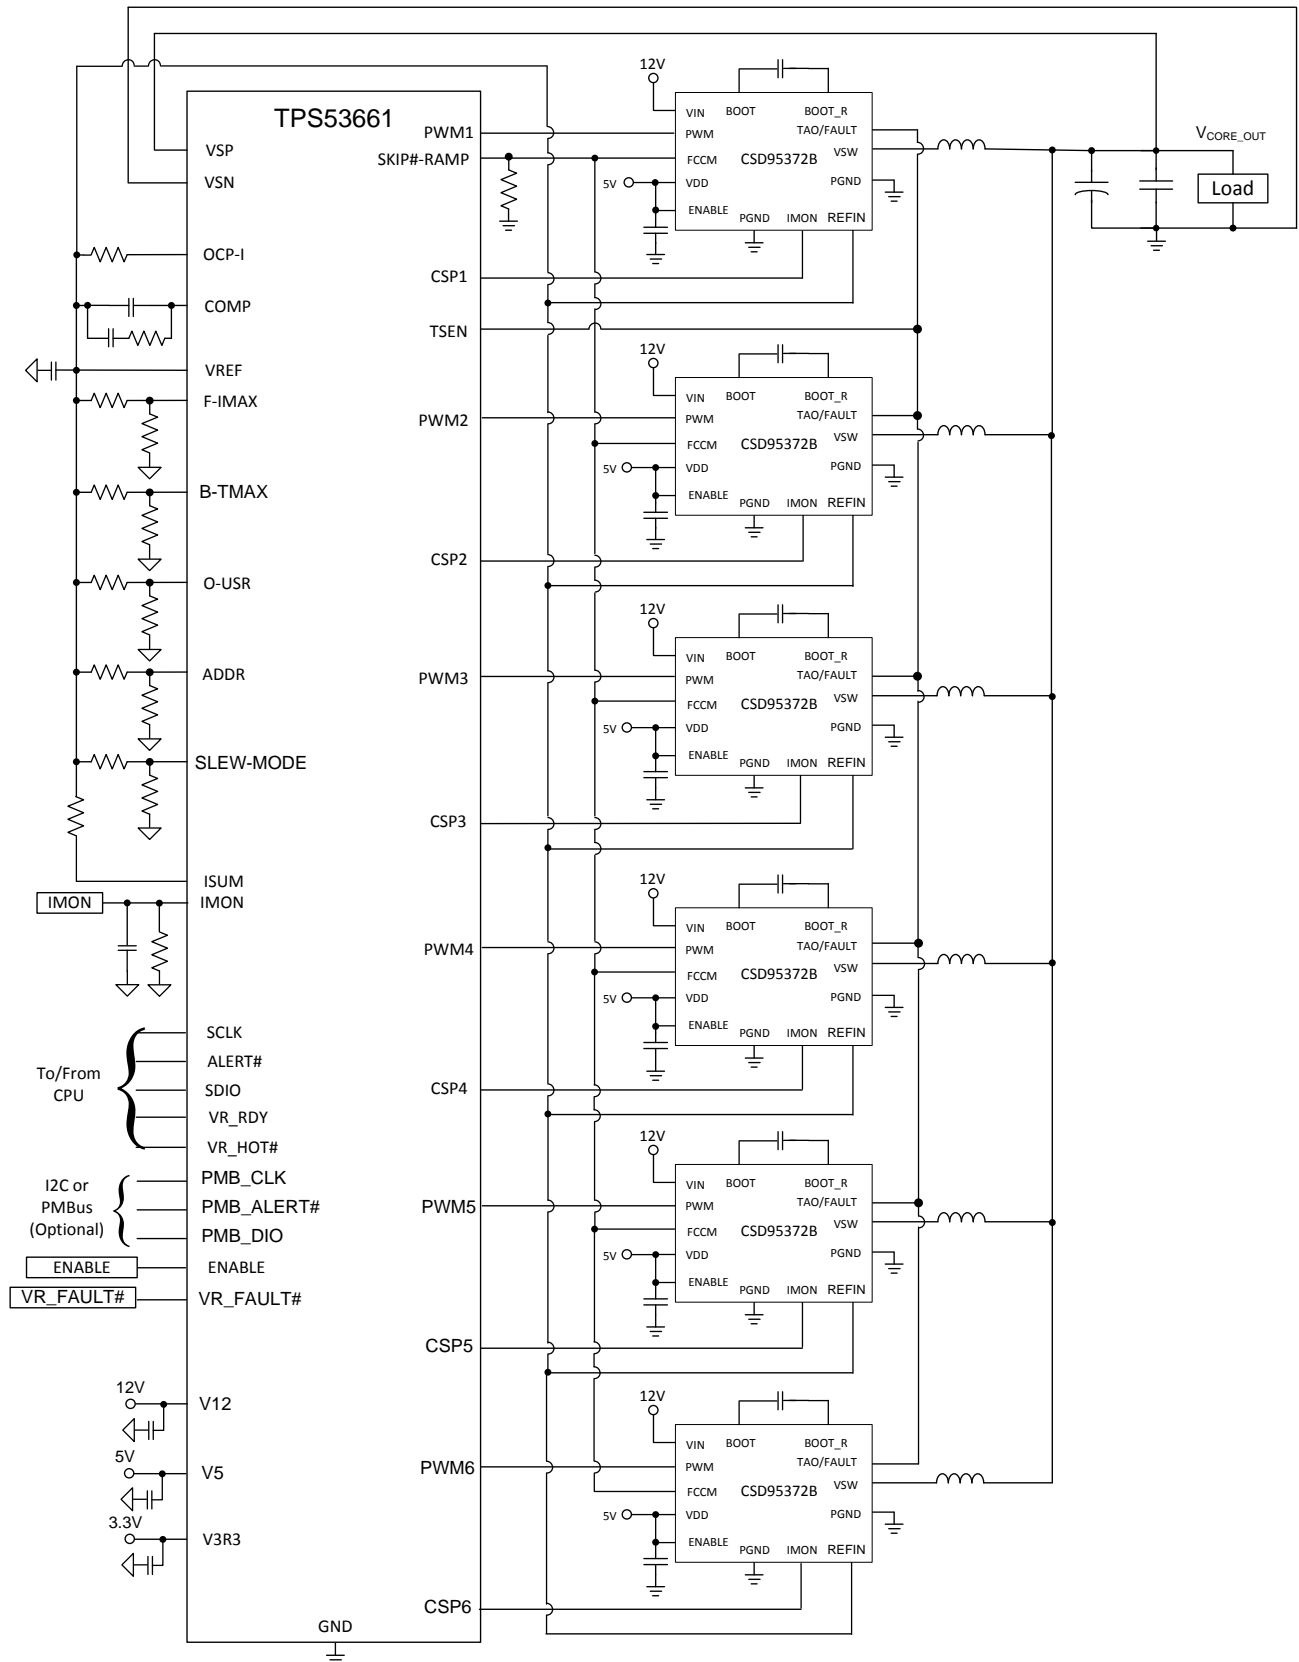 TPS53661
VSP
VSN
OCP-I
COMP
VREF
F-IMAX
B-TMAX
O-USR
ADDR
SLEW-MODE
ISUM
IMON
IMON
To/From
CPU
SCLK
ALERT#
SDIO
VR_RDY
VR_HOT#
I2C or
PMBus
(Optional)
PMB_CLK
PMB_ALERT#
PMB_DIO
ENABLE
ENABLE
VR_FAULT#
VR_FAULT#
12V
V12
5V
V5
3.3V
V3R3
GND
PWM1
SKIP#-RAMP
CSP1
TSEN
PWM2
CSP2
PWM3
CSP3
PWM4
CSP4
PWM5
CSP5
PWM6
CSP6
12V
VIN
BOOT
BOOT_R
TAO/FAULT
PWM
VSW
FCCM
CSD95372B
5V
VDD
PGND
ENABLE
PGND
IMON
REFIN
12V
VIN
BOOT
BOOT_R
TAO/FAULT
PWM
VSW
FCCM
CSD95372B
5V
VDD
PGND
ENABLE
PGND
IMON
REFIN
12V
VIN
BOOT
BOOT_R
TAO/FAULT
PWM
VSW
FCCM
CSD95372B
5V
VDD
PGND
ENABLE
PGND
IMON
REFIN
12V
VIN
BOOT
BOOT_R
TAO/FAULT
PWM
VSW
FCCM
CSD95372B
5V
VDD
PGND
ENABLE
PGND
IMON
REFIN
12V
VIN
BOOT
BOOT_R
TAO/FAULT
PWM
VSW
FCCM
CSD95372B
5V
VDD
PGND
ENABLE
PGND
IMON
REFIN
12V
VIN
BOOT
BOOT_R
TAO/FAULT
PWM
VSW
FCCM
CSD95372B
5V
VDD
PGND
ENABLE
PGND
IMON
REFIN
VCORE_OUT
Load